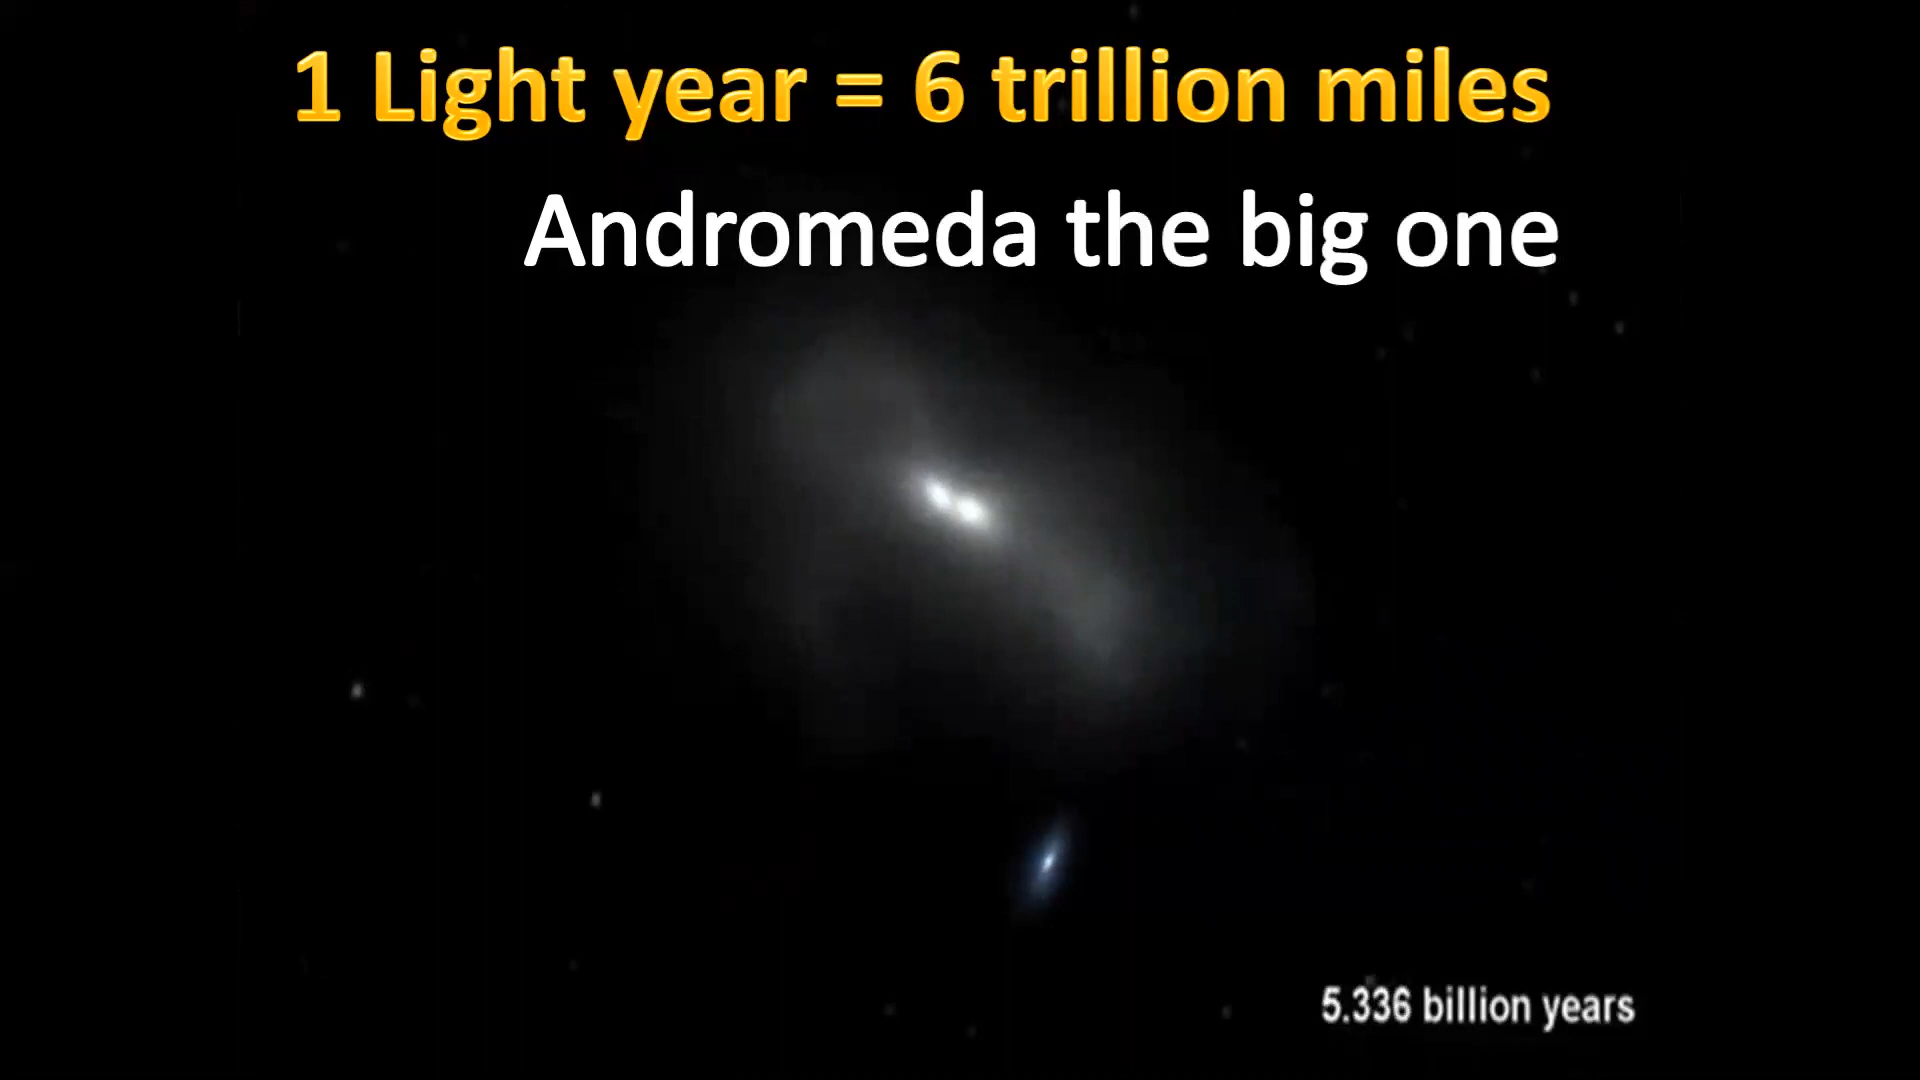 1 Light year = 6 trillion miles
Andromeda the big one
5.336 billion years